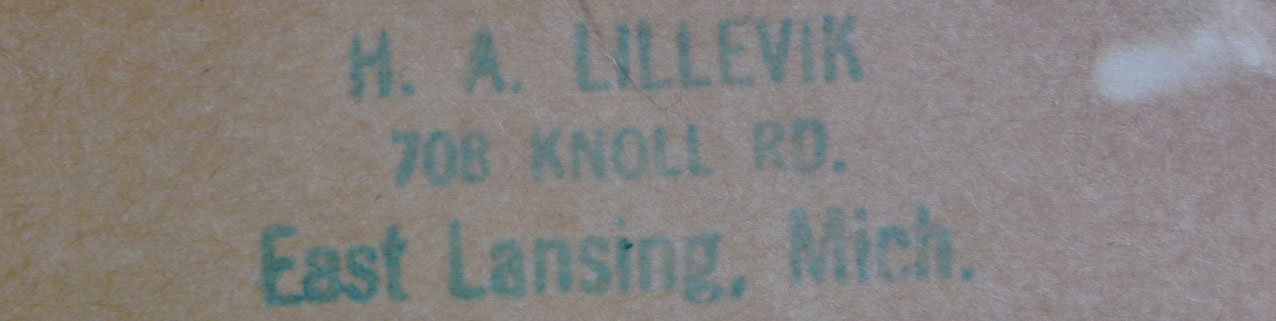 H. A. LILLEVIK
708 KNOLL RD.
East Lansing, Mich.